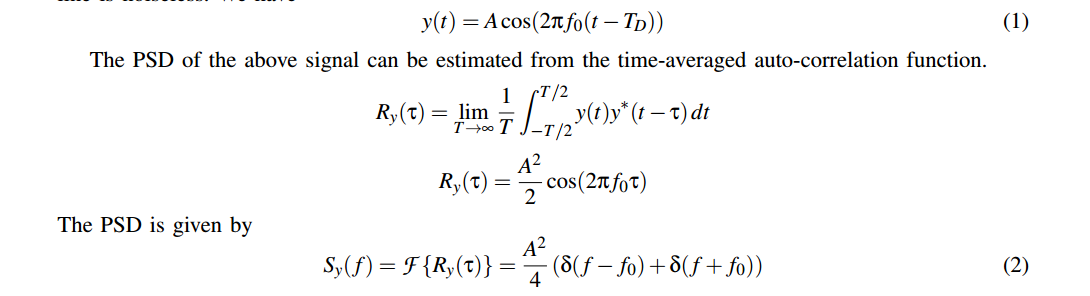 y(t) = A cos(2πf₀(t − T_D)) (1)
The PSD of the above signal can be estimated from the time-averaged auto-correlation function.
R_y(τ) = lim_{T→∞} 1/T ∫_{−T/2}^{T/2} y(t)y*(t − τ) dt
R_y(τ) = A²/2 cos(2πf₀τ)
The PSD is given by
S_y(f) = ℱ{R_y(τ)} = A²/4 (δ(f − f₀) + δ(f + f₀)) (2)